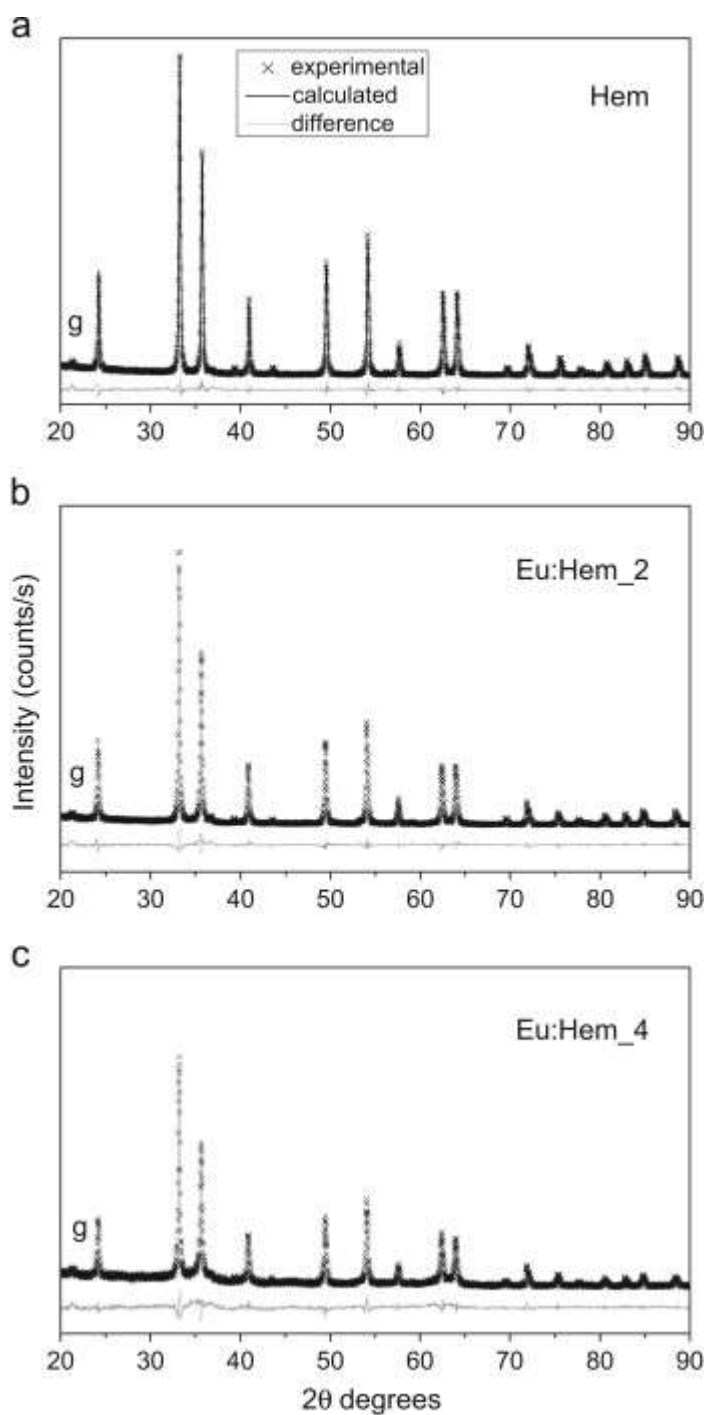 a
experimental
calculated
difference
Hem
g
20 30 40 50 60 70 80 90
b
Eu:Hem_2
g
20 30 40 50 60 70 80 90
Intensity (counts/s)
c
Eu:Hem_4
g
20 30 40 50 60 70 80 90
2θ degrees